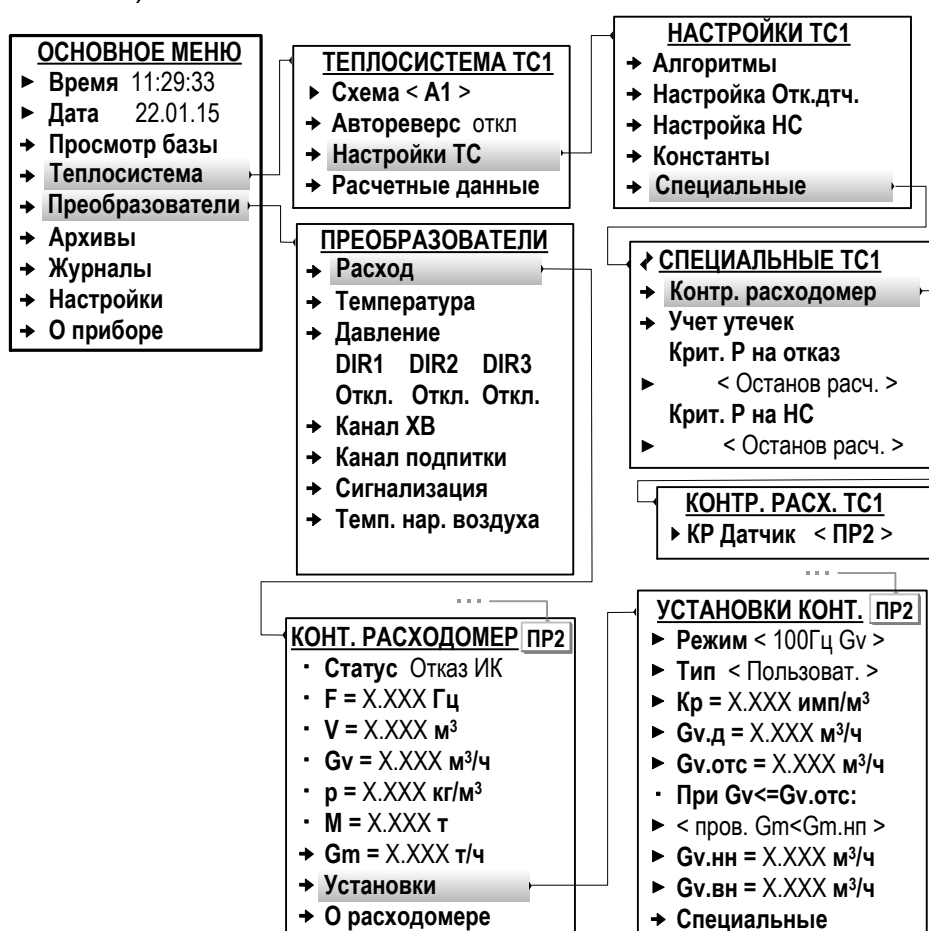 ОСНОВНОЕ МЕНЮ
Время 11:29:33
Дата 22.01.15
Просмотр базы
Теплосистема
Преобразователи
Архивы
Журналы
Настройки
О приборе
ТЕПЛОСИСТЕМА ТС1
Схема < А1 >
Автореверс откл
Настройки ТС
Расчетные данные
НАСТРОЙКИ ТС1
Алгоритмы
Настройка Отк.дтч.
Настройка НС
Константы
Специальные
ПРЕОБРАЗОВАТЕЛИ
Расход
Температура
Давление
DIR1 DIR2 DIR3
Откл. Откл. Откл.
Канал ХВ
Канал подпитки
Сигнализация
Темп. нар. воздуха
СПЕЦИАЛЬНЫЕ ТС1
Контр. расходомер
Учет утечек
Крит. Р на отказ
< Останов расч. >
Крит. Р на НС
< Останов расч. >
КОНТР. РАСХ. ТС1
КР Датчик < ПР2 >
КОНТ. РАСХОДОМЕР ПР2
Статус Отказ ИК
F = X.XXX Гц
V = X.XXX м³
Gv = X.XXX м³/ч
р = X.XXX кг/м³
М = X.XXX т
Gm = X.XXX т/ч
Установки
О расходомере
УСТАНОВКИ КОНТ. ПР2
Режим < 100Гц Gv >
Тип < Пользоват. >
Кр = X.XXX имп/м³
Gv.д = X.XXX м³/ч
Gv.отс = X.XXX м³/ч
При Gv<=Gv.отс:
< пров. Gm<Gm.нп >
Gv.нн = X.XXX м³/ч
Gv.вн = X.XXX м³/ч
Специальные